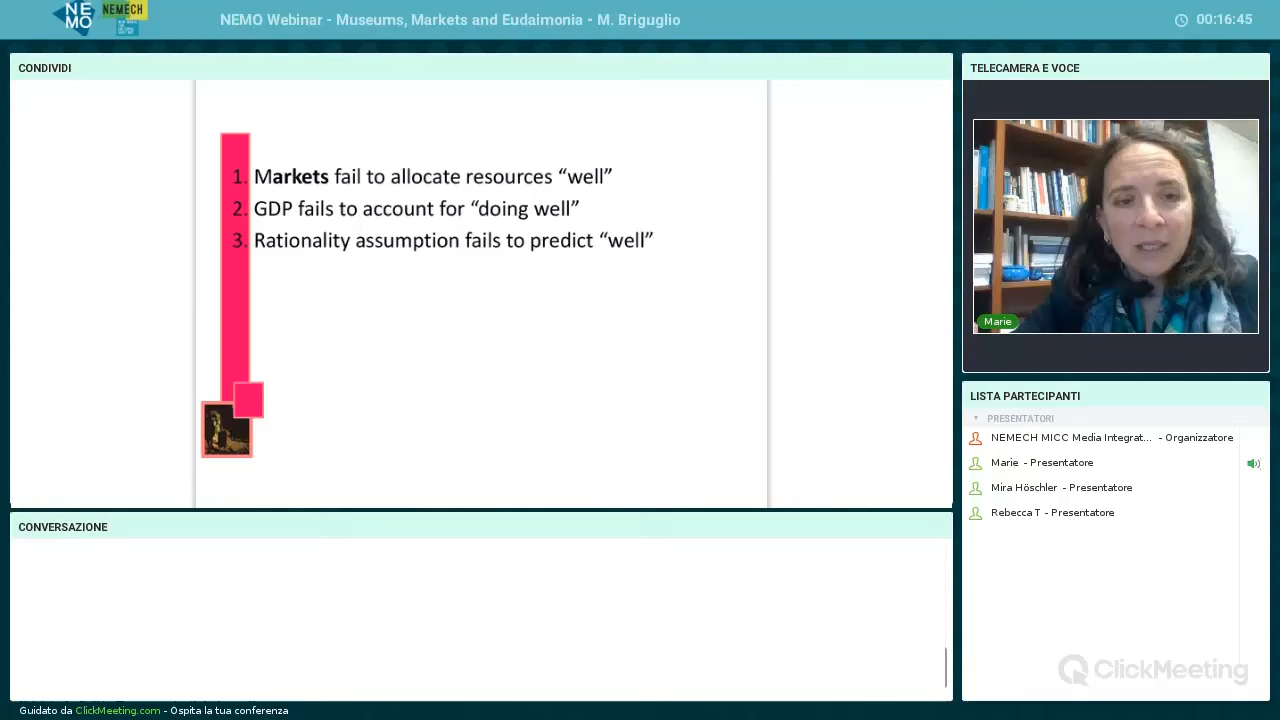 NE
MO
NEMECH
NEMO Webinar - Museums, Markets and Eudaimonia - M. Briguglio
00:16:45
CONDIVIDI
1. Markets fail to allocate resources “well”
2. GDP fails to account for “doing well”
3. Rationality assumption fails to predict “well”
TELECAMERA E VOCE
Marie
LISTA PARTECIPANTI
PRESENTATORI
NEMECH MICC Media Integrat... - Organizzatore
Marie - Presentatore
Mira Höschler - Presentatore
Rebecca T - Presentatore
CONVERSAZIONE
ClickMeeting
Guidato da ClickMeeting.com - Ospita la tua conferenza